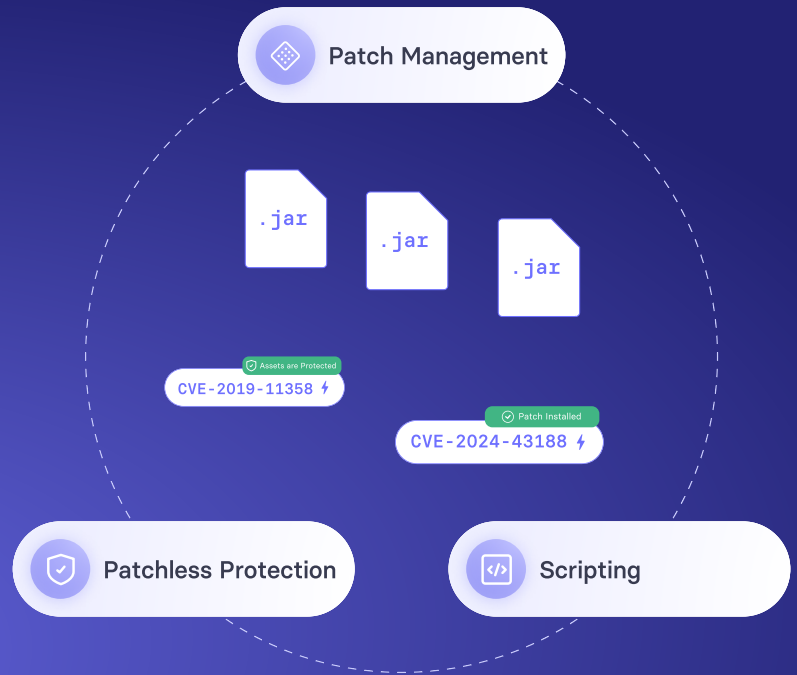 Patch Management
.jar
.jar
.jar
Assets are Protected
CVE-2019-11358
Patch Installed
CVE-2024-43188
Patchless Protection
Scripting